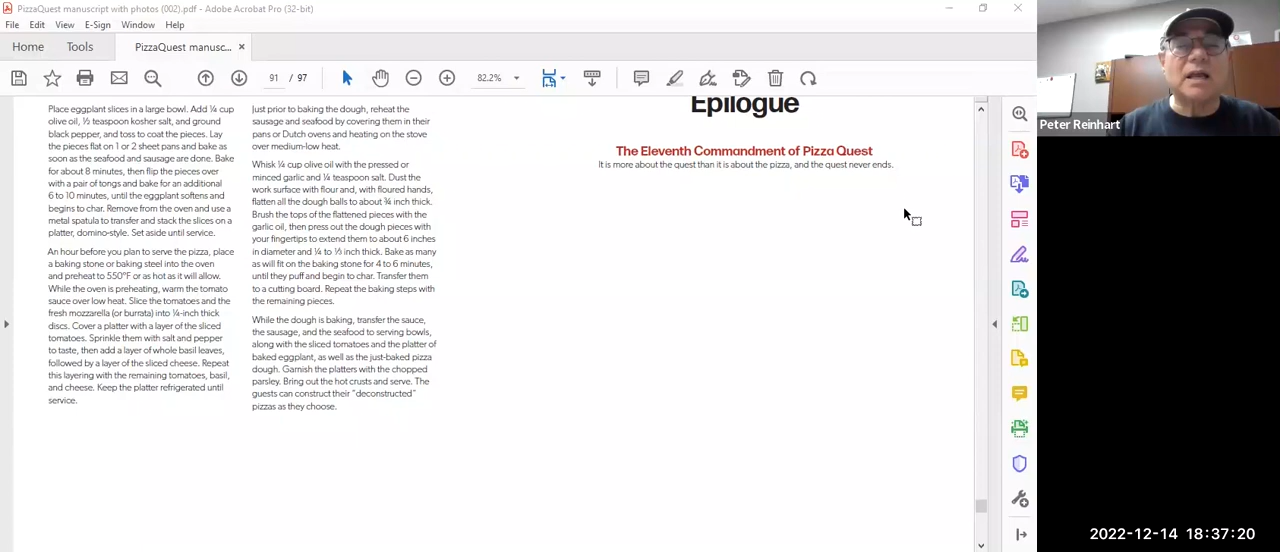 PizzaQuest manuscript with photos (002).pdf - Adobe Acrobat Pro (32-bit)
File Edit View E-Sign Window Help
Home Tools PizzaQuest manusc... ×
91 / 97 82.2%
Place eggplant slices in a large bowl. Add ¼ cup
olive oil, ½ teaspoon kosher salt, and ground
black pepper, and toss to coat the pieces. Lay
the pieces flat on 1 or 2 sheet pans and bake as
soon as the seafood and sausage are done. Bake
for about 8 minutes, then flip the pieces over
with a pair of tongs and bake for an additional
6 to 10 minutes, until the eggplant softens and
begins to char. Remove from the oven and use a
metal spatula to transfer and stack the slices on a
platter, domino-style. Set aside until service.
An hour before you plan to serve the pizza, place
a baking stone or baking steel into the oven
and preheat to 550°F or as hot as it will allow.
While the oven is preheating, warm the tomato
sauce over low heat. Slice the tomatoes and the
fresh mozzarella (or burrata) into ¼-inch thick
discs. Cover a platter with a layer of the sliced
tomatoes. Sprinkle them with salt and pepper
to taste, then add a layer of whole basil leaves,
followed by a layer of the sliced cheese. Repeat
this layering with the remaining tomatoes, basil,
and cheese. Keep the platter refrigerated until
service.
Just prior to baking the dough, reheat the
sausage and seafood by covering them in their
pans or Dutch ovens and heating on the stove
over medium-low heat.
Whisk ¼ cup olive oil with the pressed or
minced garlic and ¼ teaspoon salt. Dust the
work surface with flour and, with floured hands,
flatten all the dough balls to about ¾ inch thick.
Brush the tops of the flattened pieces with the
garlic oil, then press out the dough pieces with
your fingertips to extend them to about 6 inches
in diameter and ¼ to ⅓ inch thick. Bake as many
as will fit on the baking stone for 4 to 6 minutes,
until they puff and begin to char. Transfer them
to a cutting board. Repeat the baking steps with
the remaining pieces.
While the dough is baking, transfer the sauce,
the sausage, and the seafood to serving bowls,
along with the sliced tomatoes and the platter of
baked eggplant, as well as the just-baked pizza
dough. Garnish the platters with the chopped
parsley. Bring out the hot crusts and serve. The
guests can construct their "deconstructed"
pizzas as they choose.
Epilogue
The Eleventh Commandment of Pizza Quest
It is more about the quest than it is about the pizza, and the quest never ends.
Peter Reinhart
2022-12-14 18:37:20